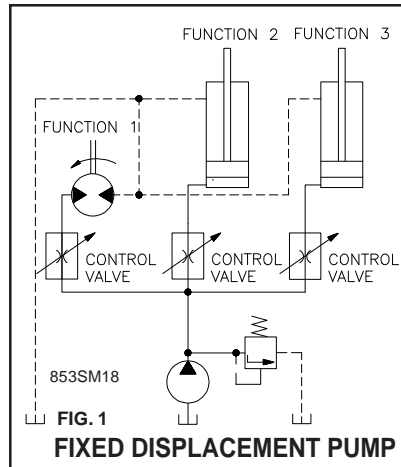 FUNCTION 2 FUNCTION 3
FUNCTION 1
CONTROL VALVE
CONTROL VALVE
CONTROL VALVE
853SM18
FIG. 1
FIXED DISPLACEMENT PUMP